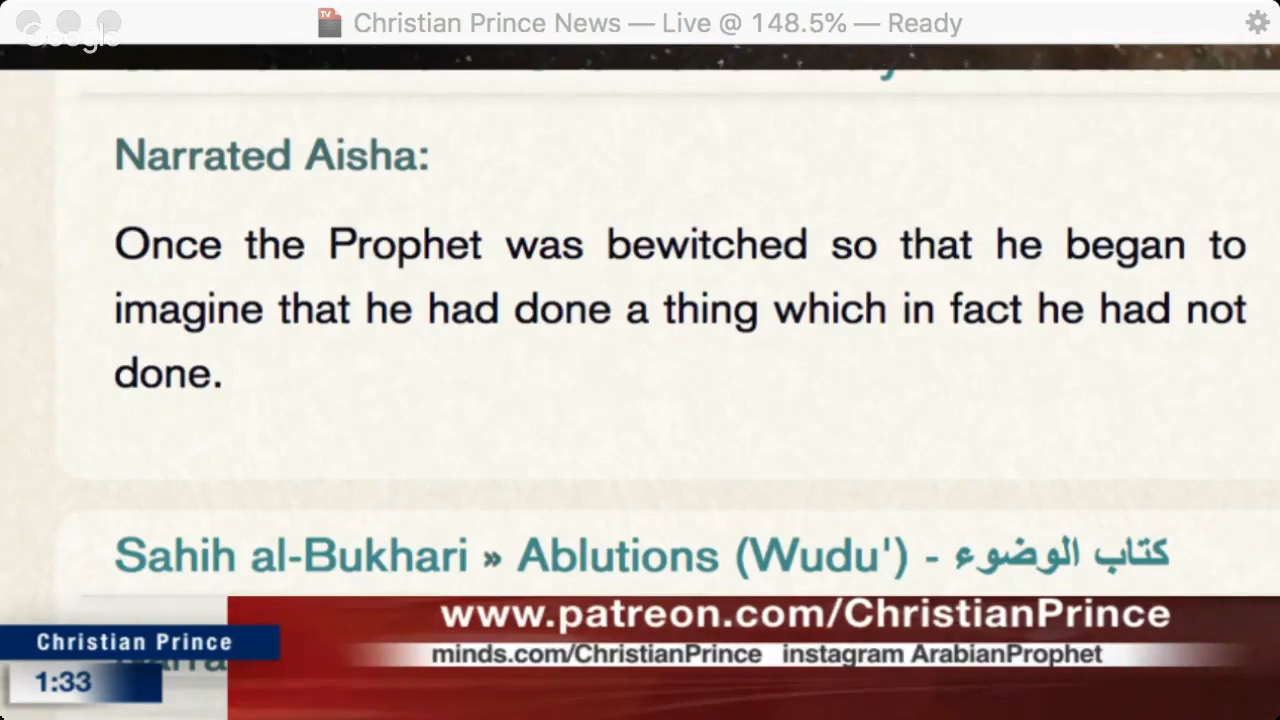 Christian Prince News — Live @ 148.5% — Ready
Google
Narrated Aisha:
Once the Prophet was bewitched so that he began to
imagine that he had done a thing which in fact he had not
done.
Sahih al-Bukhari » Ablutions (Wudu') - كتاب الوضوء
www.patreon.com/ChristianPrince
Christian Prince
minds.com/ChristianPrince instagram ArabianProphet
1:33